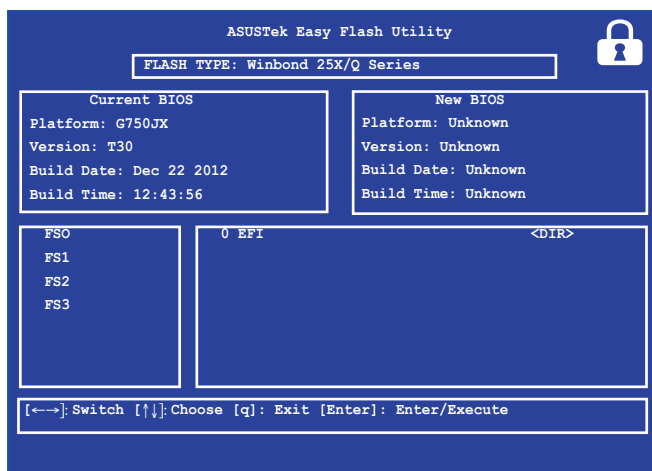 ASUSTek Easy Flash Utility
FLASH TYPE: Winbond 25X/Q Series
Current BIOS
Platform: G750JX
Version: T30
Build Date: Dec 22 2012
Build Time: 12:43:56
New BIOS
Platform: Unknown
Version: Unknown
Build Date: Unknown
Build Time: Unknown
FSO
FS1
FS2
FS3
0 EFI <DIR>
[←→]: Switch [↑↓]: Choose [q]: Exit [Enter]: Enter/Execute